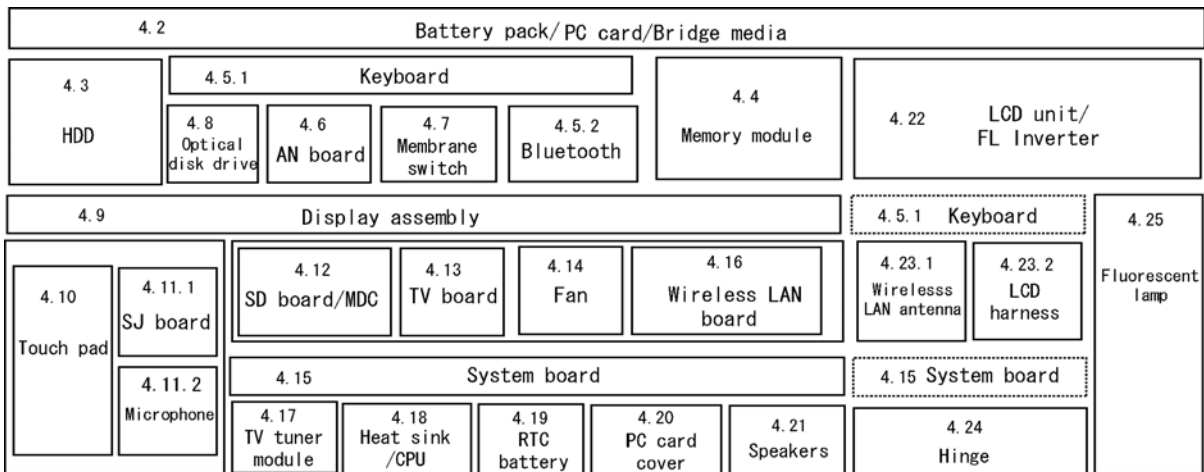 4.2 Battery pack/PC card/Bridge media
4.3
HDD
4.5.1 Keyboard
4.8
Optical
disk drive
4.6
AN board
4.7
Membrane
switch
4.5.2
Bluetooth
4.4
Memory module
4.22 LCD unit/
FL Inverter
4.9 Display assembly
4.5.1 Keyboard
4.25
Fluorescent
lamp
4.10
Touch pad
4.11.1
SJ board
4.11.2
Microphone
4.12
SD board/MDC
4.13
TV board
4.14
Fan
4.16
Wireless LAN
board
4.23.1
Wirelesss
LAN antenna
4.23.2
LCD
harness
4.15 System board
4.15 System board
4.17
TV tuner
module
4.18
Heat sink
/CPU
4.19
RTC
battery
4.20
PC card
cover
4.21
Speakers
4.24
Hinge